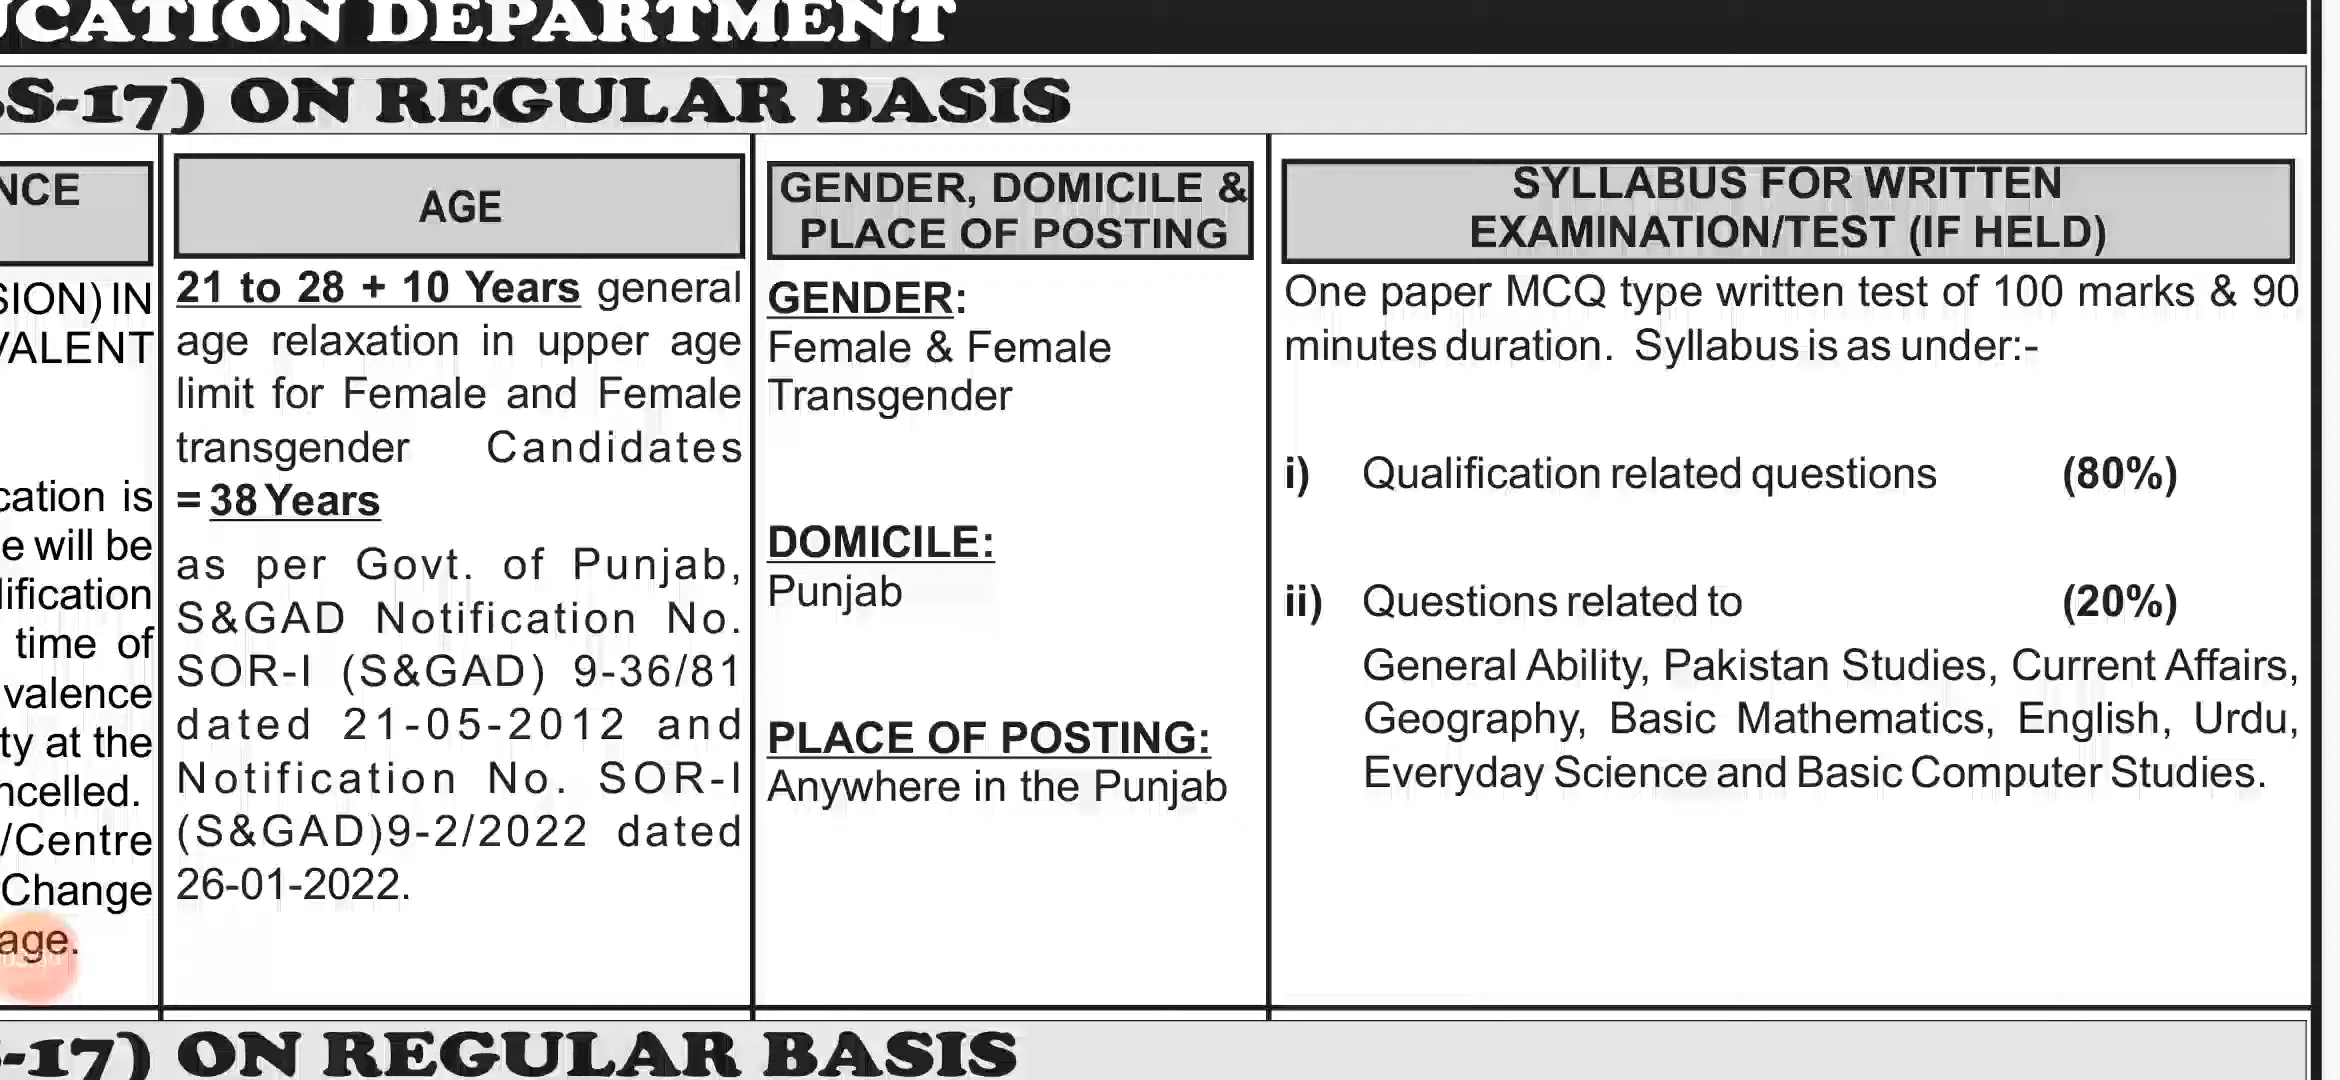 UCATION DEPARTMENT
S-17) ON REGULAR BASIS
NCE
SION) IN
VALENT
cation is
e will be
lification
time of
valence
ty at the
ncelled.
/Centre
Change
age.
AGE
21 to 28 + 10 Years general
age relaxation in upper age
limit for Female and Female
transgender Candidates
= 38 Years
as per Govt. of Punjab,
S&GAD Notification No.
SOR-I (S&GAD) 9-36/81
dated 21-05-2012 and
Notification No. SOR-I
(S&GAD)9-2/2022 dated
26-01-2022.
GENDER, DOMICILE &
PLACE OF POSTING
GENDER:
Female & Female
Transgender
DOMICILE:
Punjab
PLACE OF POSTING:
Anywhere in the Punjab
SYLLABUS FOR WRITTEN
EXAMINATION/TEST (IF HELD)
One paper MCQ type written test of 100 marks & 90
minutes duration. Syllabus is as under:-
i) Qualification related questions (80%)
ii) Questions related to (20%)
General Ability, Pakistan Studies, Current Affairs,
Geography, Basic Mathematics, English, Urdu,
Everyday Science and Basic Computer Studies.
-17) ON REGULAR BASIS